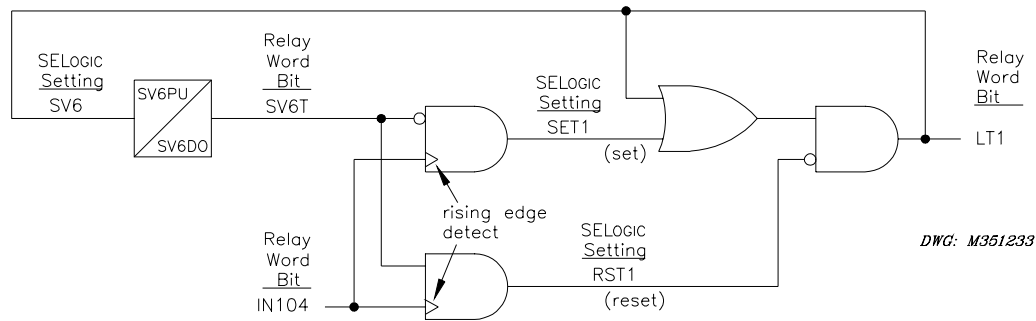 SELOGIC
Setting
SV6
SV6PU
SV6DO
Relay
Word
Bit
SV6T
SELOGIC
Setting
SET1
(set)
Relay
Word
Bit
LT1
rising edge
detect
Relay
Word
Bit
IN104
SELOGIC
Setting
RST1
(reset)
DWG: M351233